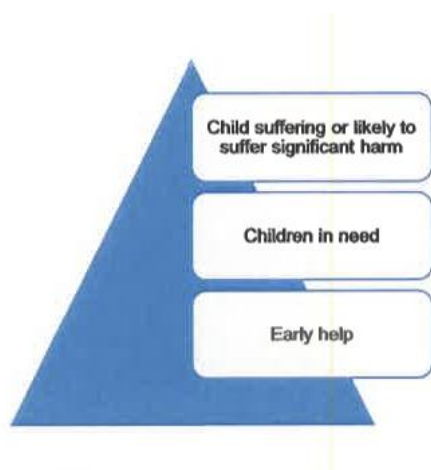 Child suffering or likely to
suffer significant harm
Children in need
Early help